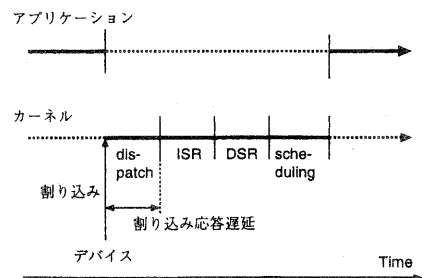 アプリケーション
カーネル
dis-
patch
ISR
DSR
sche-
duling
割り込み
割り込み応答遅延
デバイス
Time